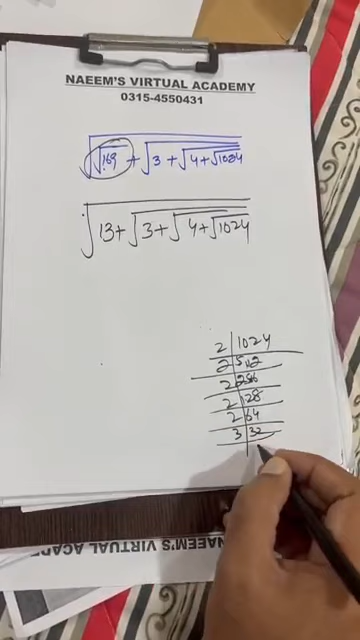 NAEEM'S VIRTUAL ACADEMY
0315-4550431
√(√169 + √(3 + √(4 + √1024)))
√(13 + √(3 + √(4 + √1024)))
2 | 1024
2 | 512
2 | 256
2 | 128
2 | 64
3 | 32
NAEEM'S VIRTUAL ACADEMY